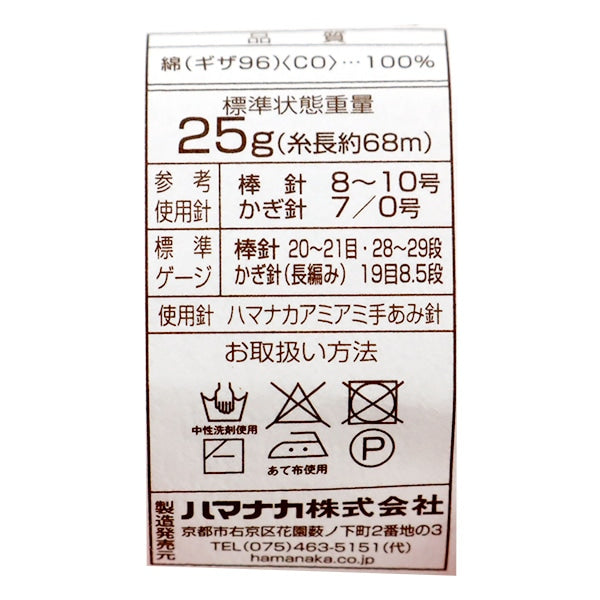 品質
綿(ギザ96)〈CO〉…100%
標準状態重量
25g(糸長約68m)
参考 棒針 8〜10号
使用針 かぎ針 7/0号
標準 棒針 20〜21目・28〜29段
ゲージ かぎ針(長編み) 19目8.5段
使用針 ハマナカアミアミ手あみ針
お取扱い方法
中性洗剤使用
P
あて布使用
製造発売元
ハマナカ株式会社
京都市右京区花園薮ノ下町2番地の3
TEL(075)463-5151(代)
hamanaka.co.jp